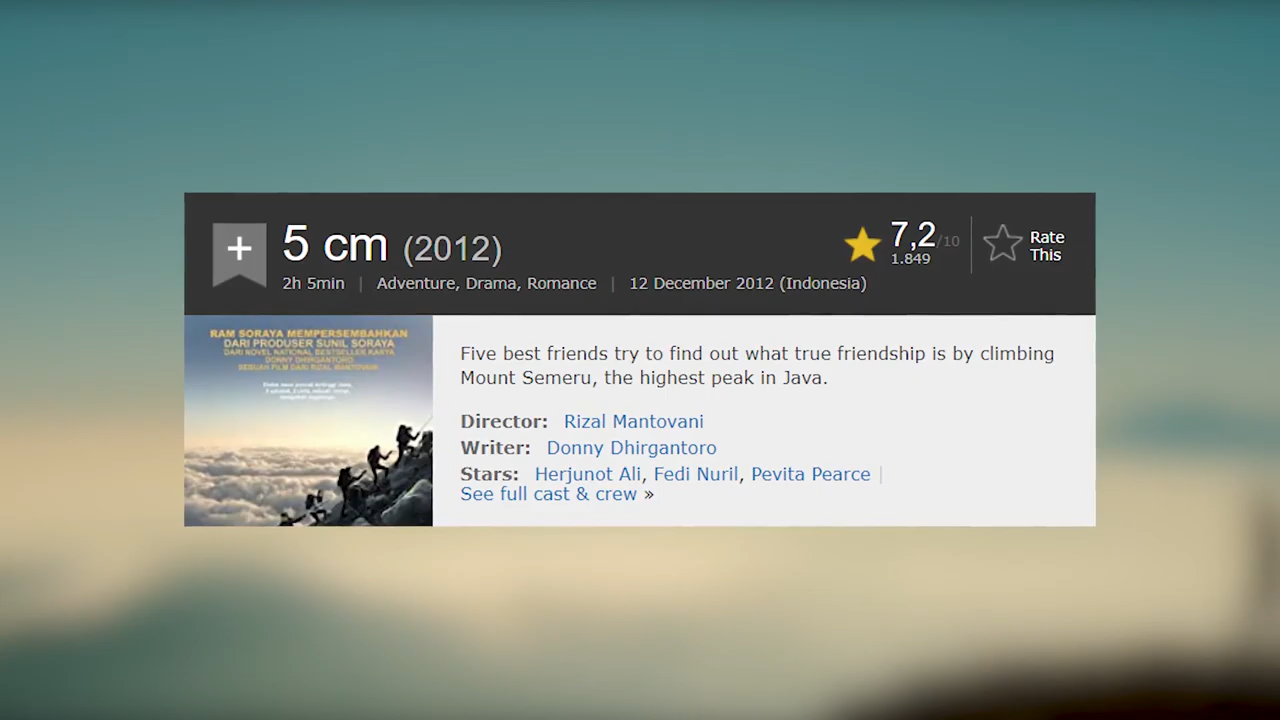 + 5 cm (2012)
7,2/10
1.849
Rate
This
2h 5min | Adventure, Drama, Romance | 12 December 2012 (Indonesia)
RAM SORAYA MEMPERSEMBAHKAN
DARI PRODUSER SUNIL SORAYA
DARI NOVEL NATIONAL BESTSELLER KARYA
DONNY DHIRGANTORO
SEBUAH FILM DARI RIZAL MANTOVANI
Five best friends try to find out what true friendship is by climbing
Mount Semeru, the highest peak in Java.
Director: Rizal Mantovani
Writer: Donny Dhirgantoro
Stars: Herjunot Ali, Fedi Nuril, Pevita Pearce |
See full cast & crew »